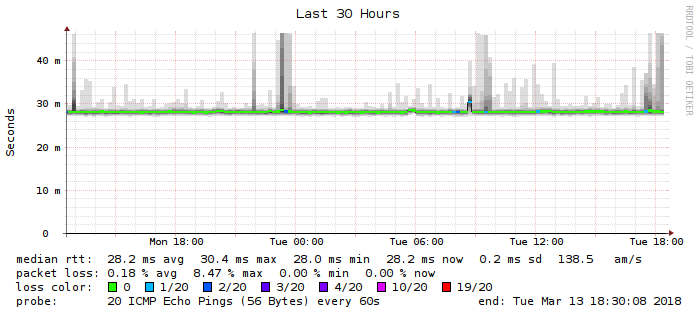 Last 30 Hours
RRDTOOL / TOBI OETIKER
Seconds
40 m
30 m
20 m
10 m
0
Mon 18:00 Tue 00:00 Tue 06:00 Tue 12:00 Tue 18:00
median rtt: 28.2 ms avg 30.4 ms max 28.0 ms min 28.2 ms now 0.2 ms sd 138.5 am/s
packet loss: 0.18 % avg 8.47 % max 0.00 % min 0.00 % now
loss color: 0 1/20 2/20 3/20 4/20 10/20 19/20
probe: 20 ICMP Echo Pings (56 Bytes) every 60s end: Tue Mar 13 18:30:08 2018